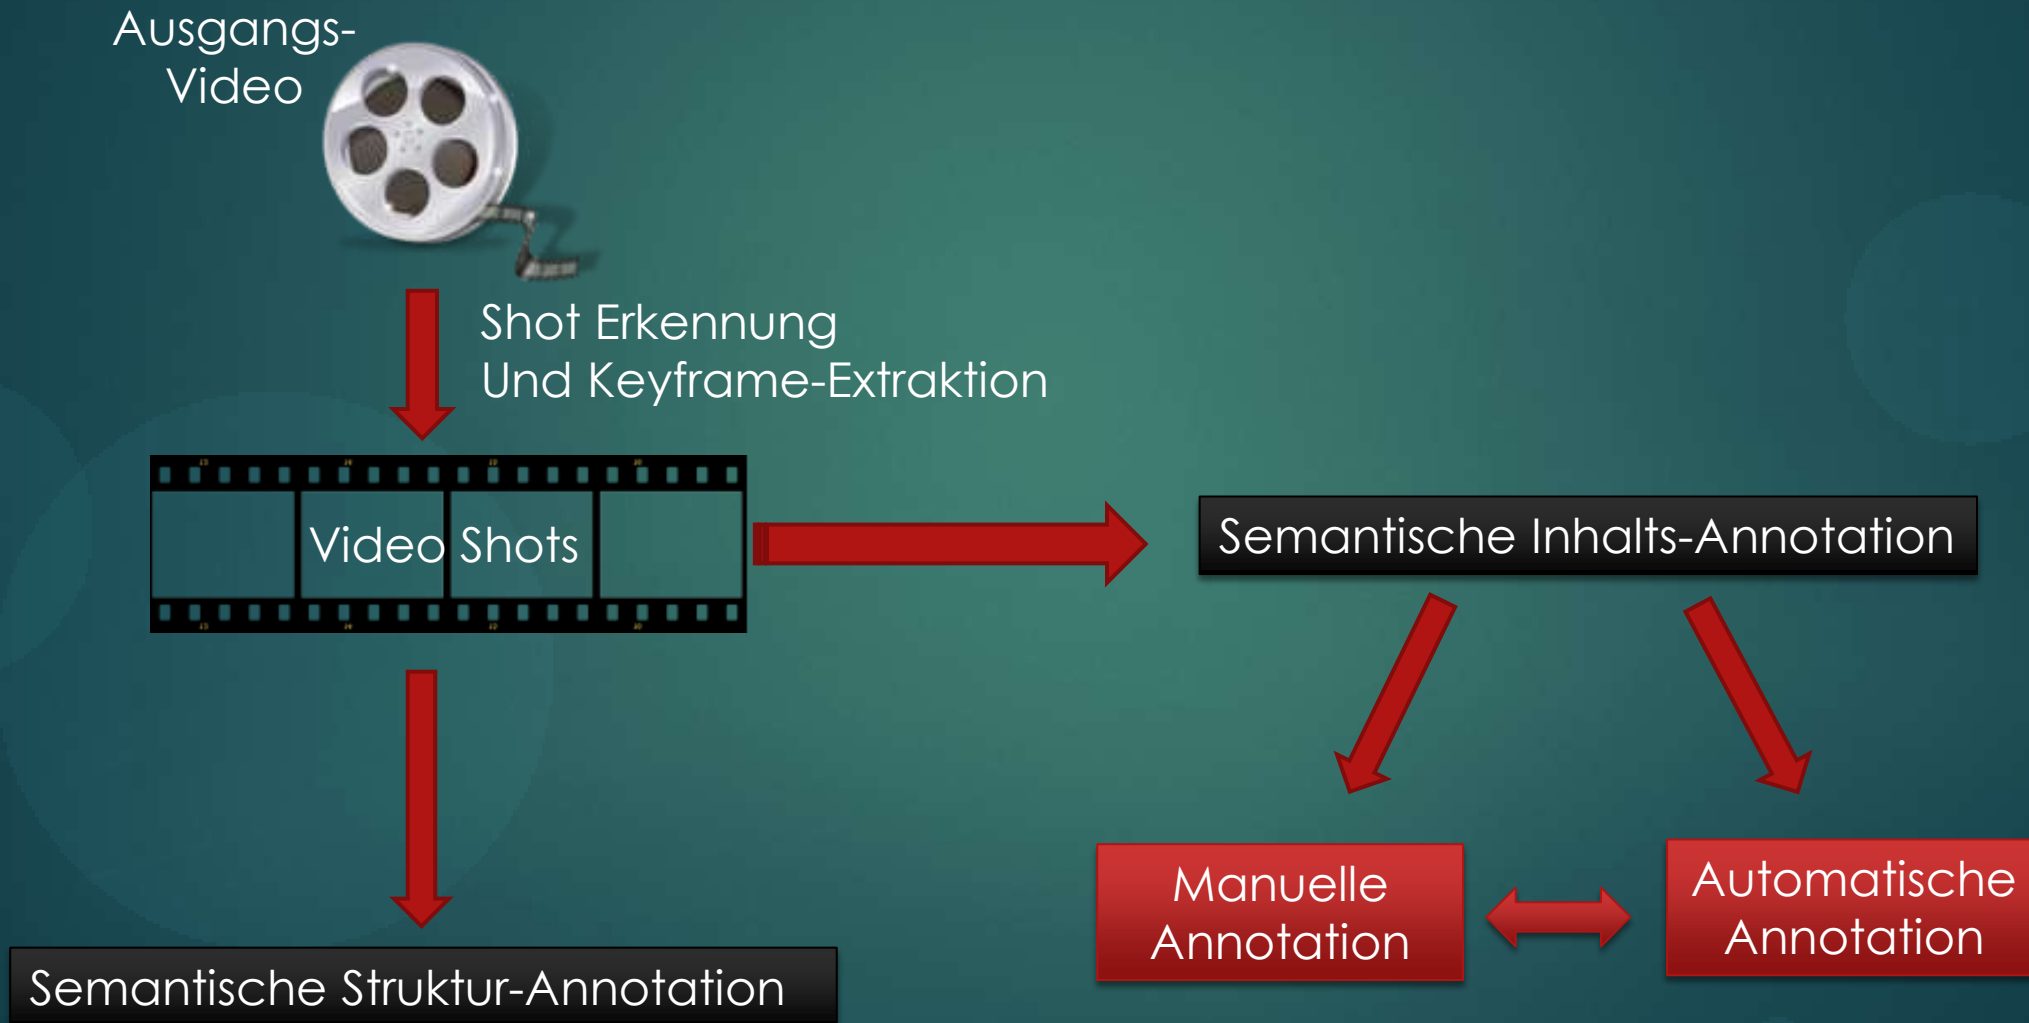 Ausgangs-
Video
Shot Erkennung
Und Keyframe-Extraktion
Video Shots
Semantische Inhalts-Annotation
Manuelle
Annotation
Automatische
Annotation
Semantische Struktur-Annotation